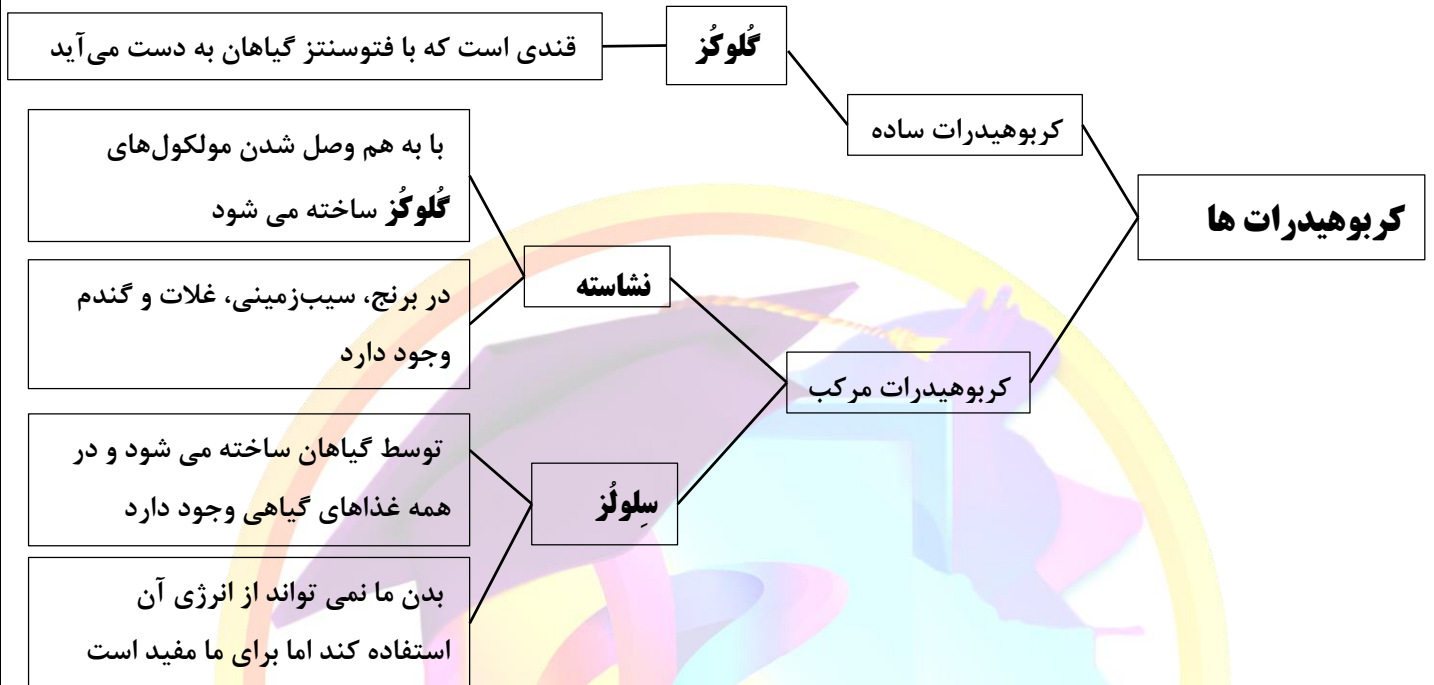 کربوهیدرات ها
کربوهیدرات ساده
گُلوکُز
قندی است که با فتوسنتز گیاهان به دست می‌آید
کربوهیدرات مرکب
نشاسته
با به هم وصل شدن مولکول‌های
گُلوکُز ساخته می شود
در برنج، سیب‌زمینی، غلات و گندم
وجود دارد
سِلولُز
توسط گیاهان ساخته می شود و در
همه غذاهای گیاهی وجود دارد
بدن ما نمی تواند از انرژی آن
استفاده کند اما برای ما مفید است